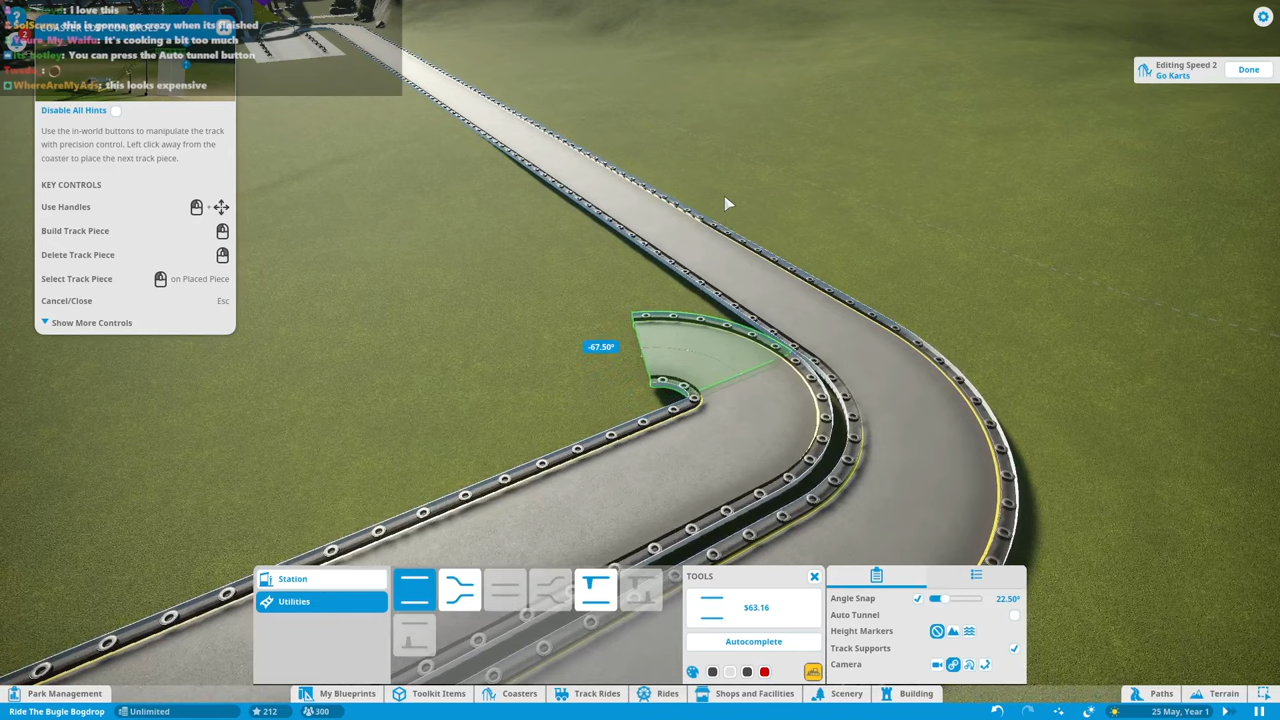 i love this
SolScene: this is gonna go crazy when its finished
Youre_My_Waifu: It's cooking a bit too much
You can press the Auto tunnel button
WhereAreMyAds: this looks expensive
2
Disable All Hints
Use the in-world buttons to manipulate the track
with precision control. Left click away from the
coaster to place the next track piece.
KEY CONTROLS
Use Handles
+
Build Track Piece
Delete Track Piece
Select Track Piece on Placed Piece
Cancel/Close Esc
Show More Controls
Editing Speed 2
Go Karts
Done
-67.50°
Station
Utilities
TOOLS
$63.16
Autocomplete
Angle Snap 22.50°
Auto Tunnel
Height Markers
Track Supports
Camera
Park Management
My Blueprints
Toolkit Items
Coasters
Track Rides
Rides
Shops and Facilities
Scenery
Building
Paths
Terrain
Ride The Bugle Bogdrop
Unlimited
212
300
25 May, Year 1